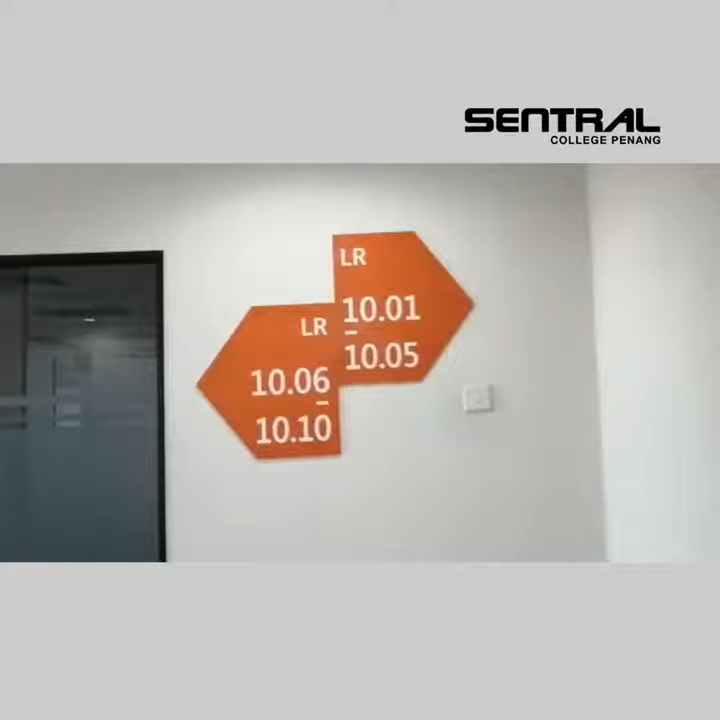 SENTRAL
COLLEGE PENANG
LR
10.01
-
10.05
LR
10.06
-
10.10